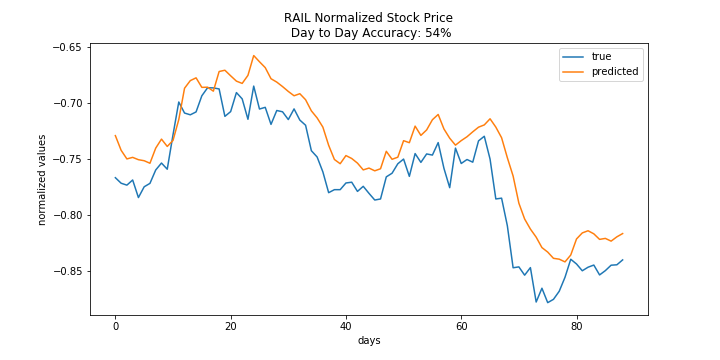 RAIL Normalized Stock Price
Day to Day Accuracy: 54%
true
predicted
normalized values
−0.65
−0.70
−0.75
−0.80
−0.85
0
20
40
60
80
days